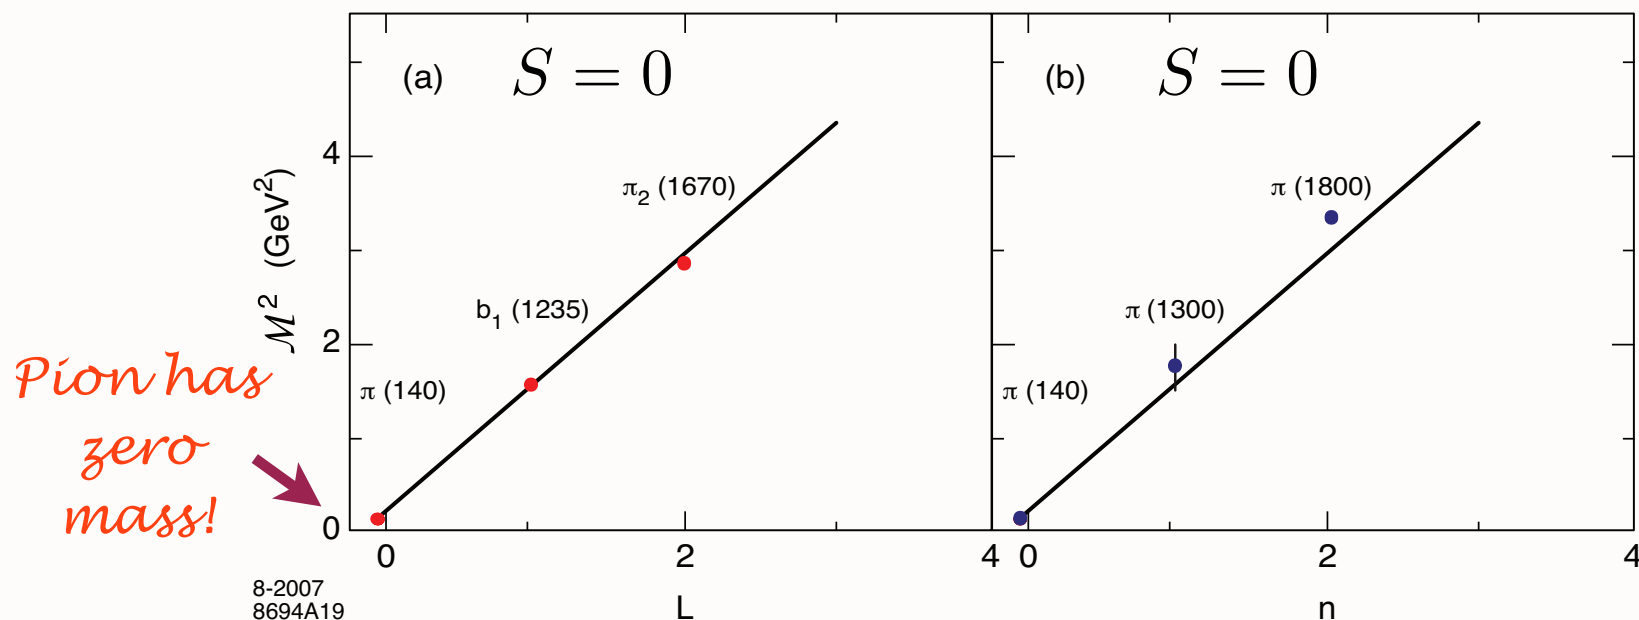 (a) S = 0
(b) S = 0
4
2
0
M² (GeV²)
π₂ (1670)
b₁ (1235)
π (140)
π (1800)
π (1300)
π (140)
Pion has
zero
mass!
0 2 4 0 2 4
L n
8-2007
8694A19